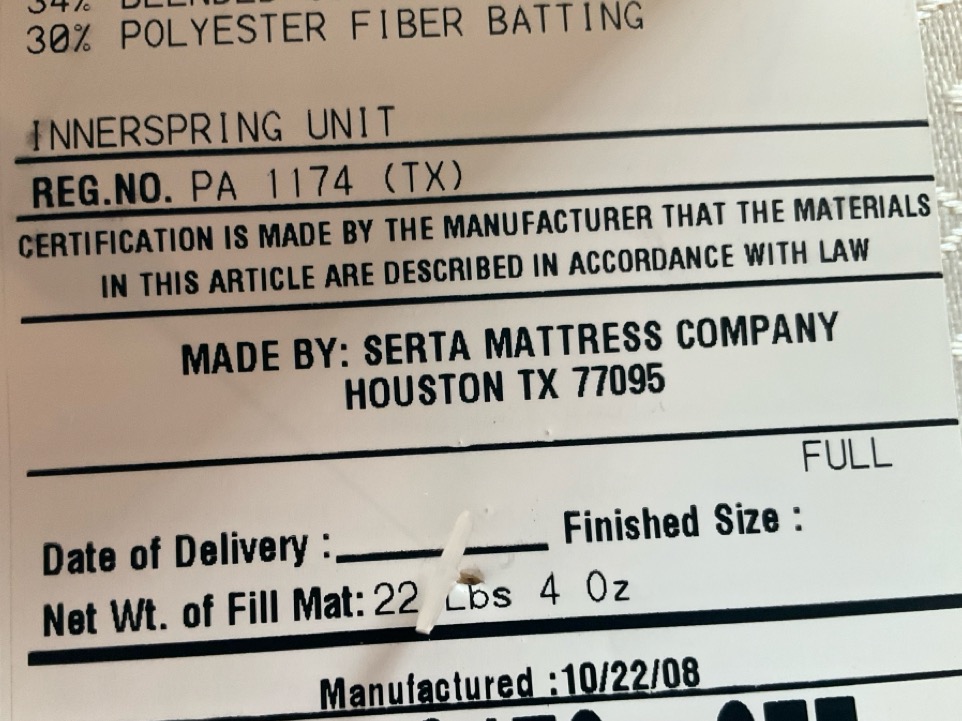 30% POLYESTER FIBER BATTING
INNERSPRING UNIT
REG.NO. PA 1174 (TX)
CERTIFICATION IS MADE BY THE MANUFACTURER THAT THE MATERIALS
IN THIS ARTICLE ARE DESCRIBED IN ACCORDANCE WITH LAW
MADE BY: SERTA MATTRESS COMPANY
HOUSTON TX 77095
FULL
Date of Delivery : Finished Size :
Net Wt. of Fill Mat: 22 Lbs 4 Oz
Manufactured :10/22/08